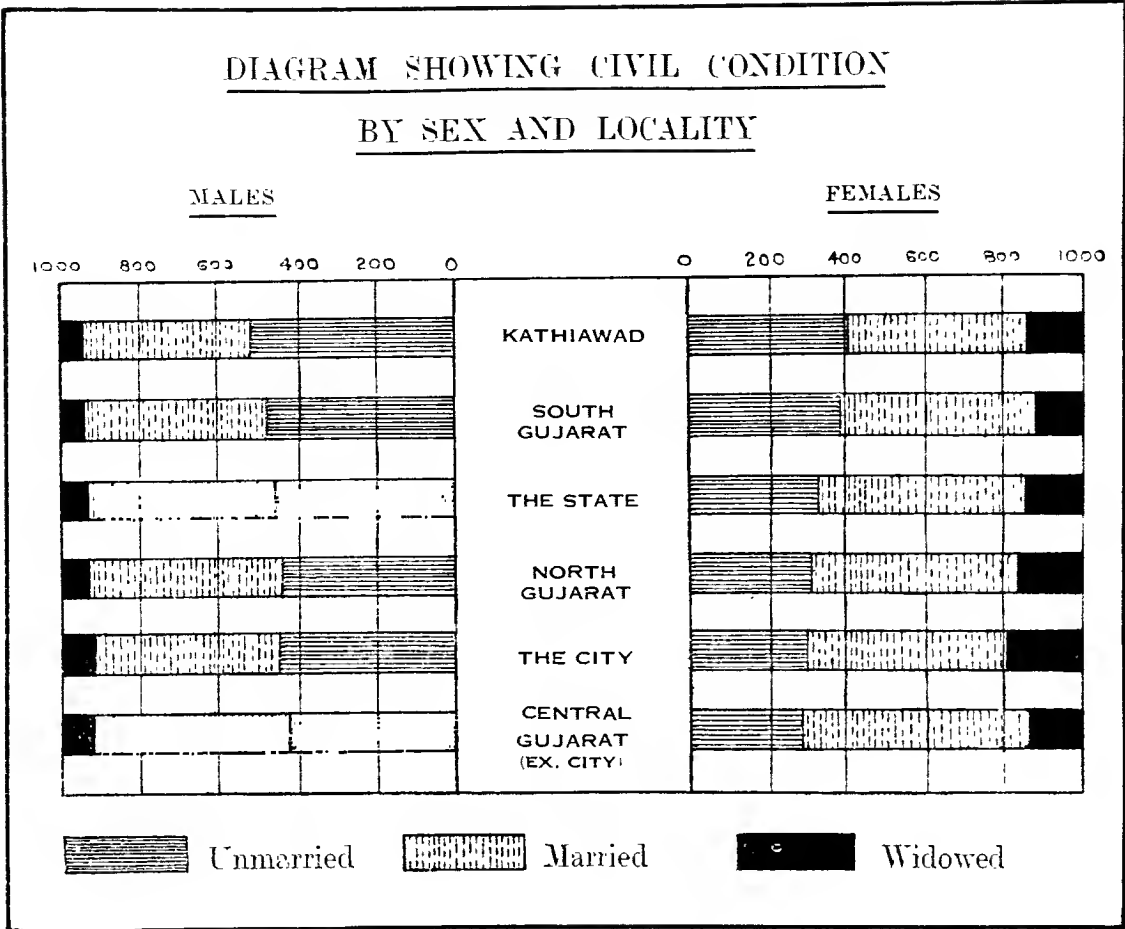 DIAGRAM SHOWING CIVIL CONDITION
BY SEX AND LOCALITY
MALES
FEMALES
1000 800 600 400 200 0
0 200 400 600 800 1000
KATHIAWAD
SOUTH
GUJARAT
THE STATE
NORTH
GUJARAT
THE CITY
CENTRAL
GUJARAT
(EX. CITY)
Unmarried
Married
Widowed